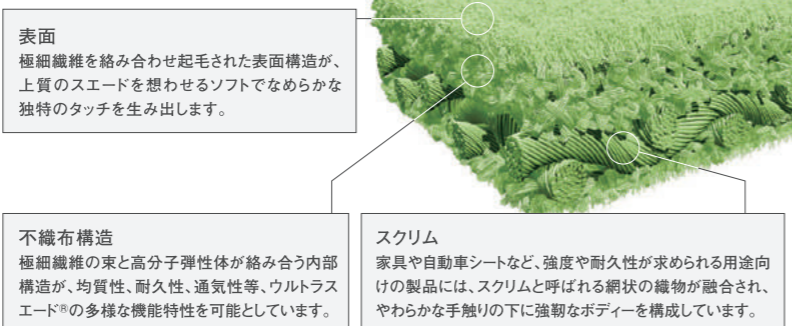 表面
極細繊維を絡み合わせ起毛された表面構造が、
上質のスエードを想わせるソフトでなめらかな
独特のタッチを生み出します。
不織布構造
極細繊維の束と高分子弾性体が絡み合う内部
構造が、均質性、耐久性、通気性等、ウルトラス
エード®の多様な機能特性を可能としています。
スクリム
家具や自動車シートなど、強度や耐久性が求められる用途向
けの製品には、スクリムと呼ばれる網状の織物が融合され、
やわらかな手触りの下に強靭なボディーを構成しています。